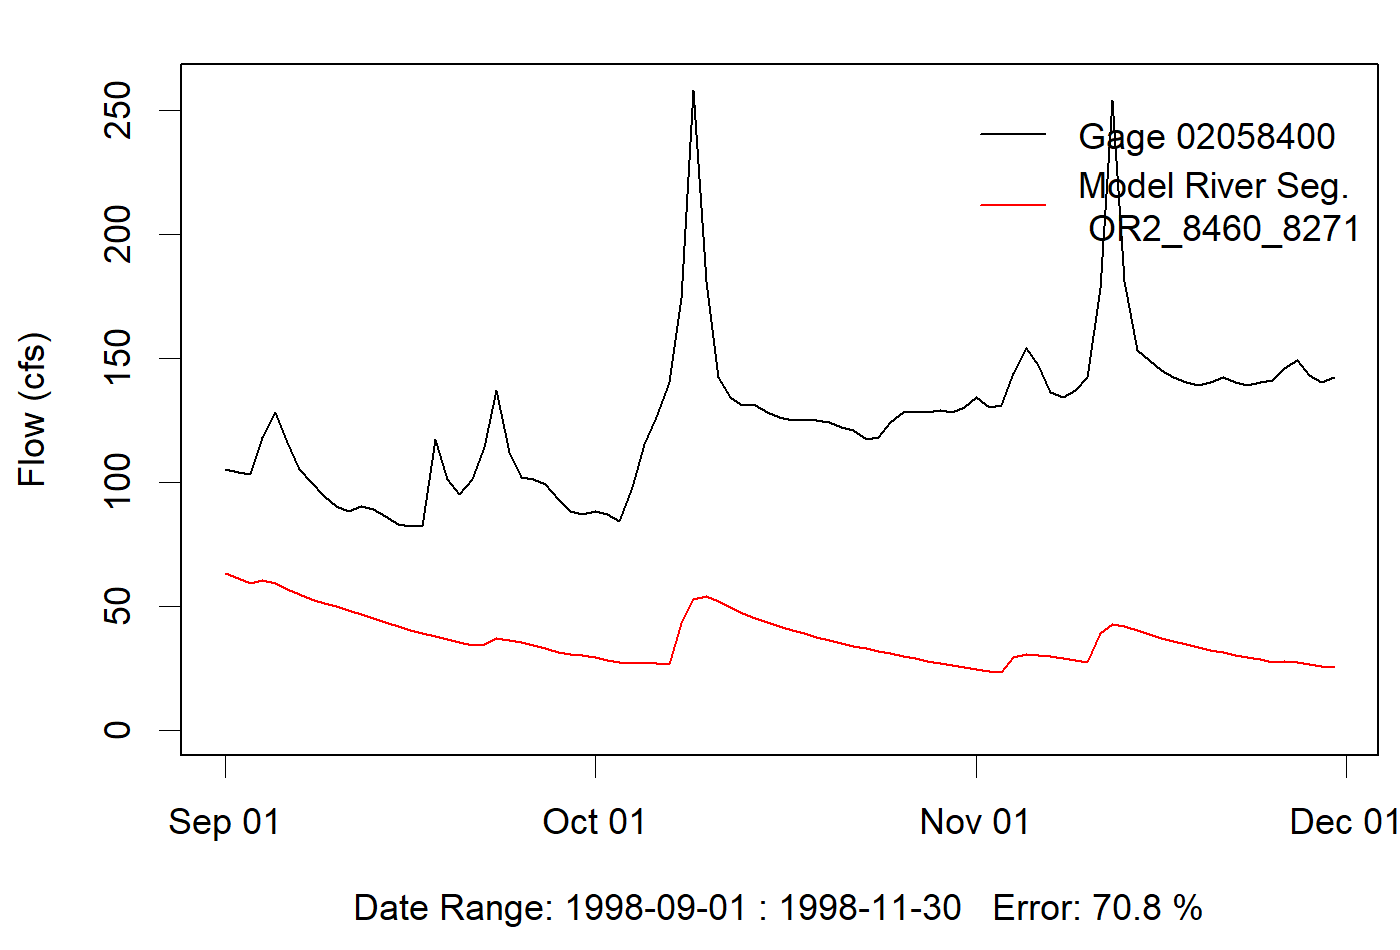 Flow (cfs)
250
200
150
100
50
0
Gage 02058400
Model River Seg.
OR2_8460_8271
Sep 01
Oct 01
Nov 01
Dec 01
Date Range: 1998-09-01 : 1998-11-30   Error: 70.8 %